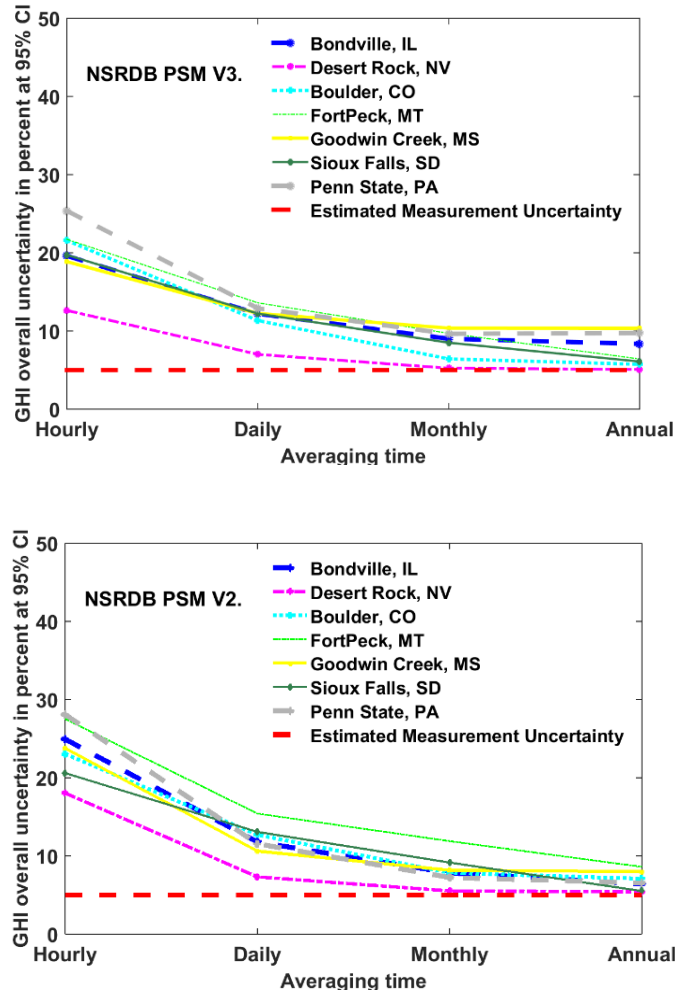 GHI overall uncertainty in percent at 95% CI
50
40
30
20
10
0
NSRDB PSM V3.
Bondville, IL
Desert Rock, NV
Boulder, CO
FortPeck, MT
Goodwin Creek, MS
Sioux Falls, SD
Penn State, PA
Estimated Measurement Uncertainty
Hourly Daily Monthly Annual
Averaging time
GHI overall uncertainty in percent at 95% CI
50
40
30
20
10
0
NSRDB PSM V2.
Bondville, IL
Desert Rock, NV
Boulder, CO
FortPeck, MT
Goodwin Creek, MS
Sioux Falls, SD
Penn State, PA
Estimated Measurement Uncertainty
Hourly Daily Monthly Annual
Averaging time